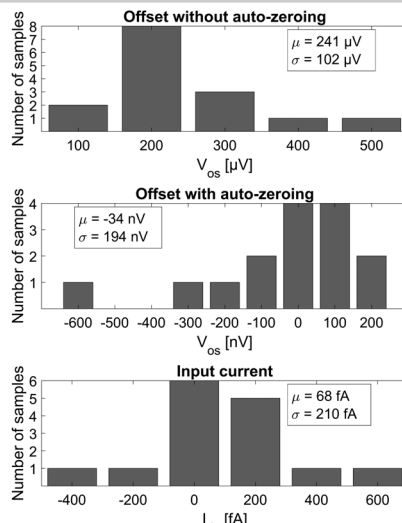 Offset without auto-zeroing
Number of samples
8
7
6
5
4
3
2
1
μ = 241 μV
σ = 102 μV
100 200 300 400 500
Vos [μV]
Offset with auto-zeroing
Number of samples
4
3
2
1
μ = -34 nV
σ = 194 nV
-600 -500 -400 -300 -200 -100 0 100 200
Vos [nV]
Input current
Number of samples
6
5
4
3
2
1
μ = 68 fA
σ = 210 fA
-400 -200 0 200 400 600
[fA]